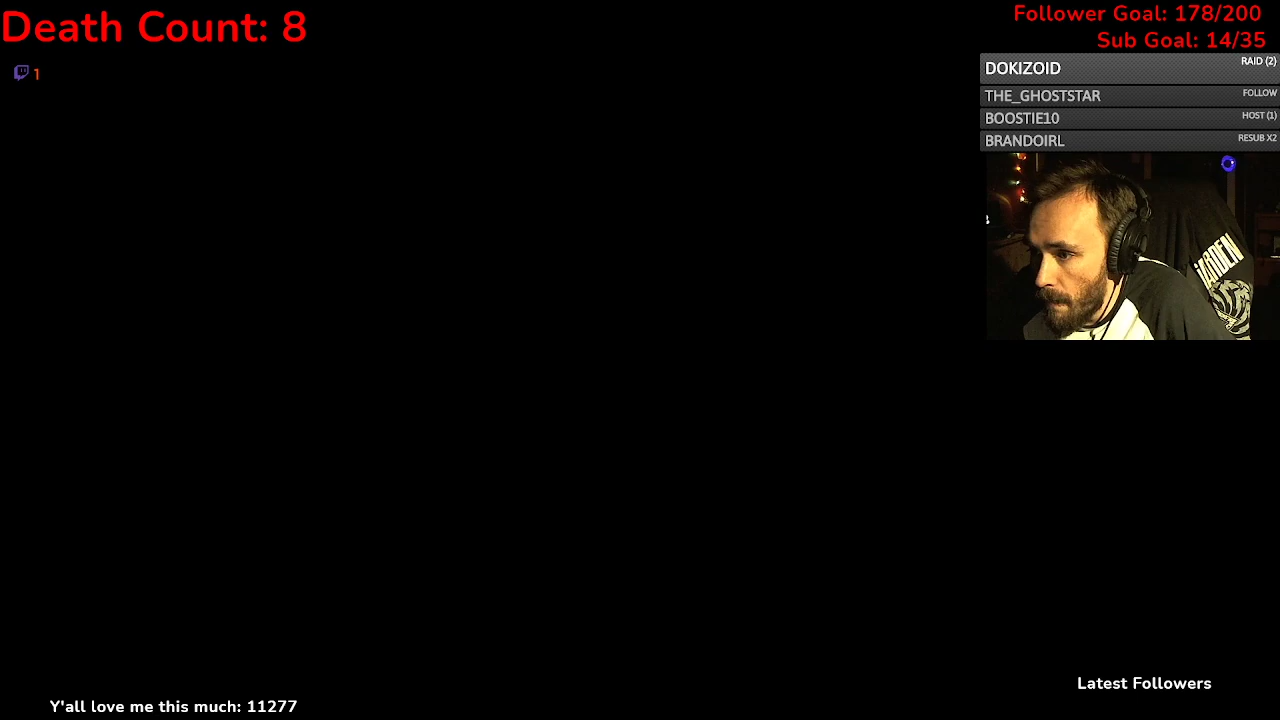 Death Count: 8
1
Follower Goal: 178/200
Sub Goal: 14/35
DOKIZOID RAID (2)
THE_GHOSTSTAR FOLLOW
BOOSTIE10 HOST (1)
BRANDOIRL RESUB X2
Latest Followers
Y'all love me this much: 11277